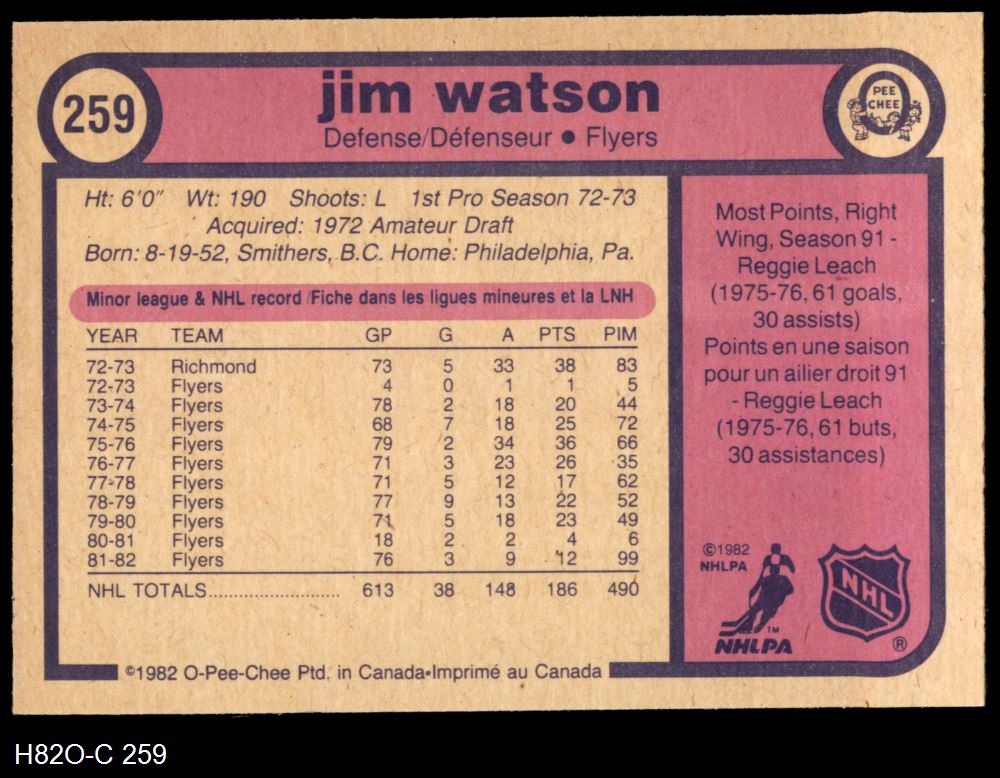 259
jim watson
Defense/Défenseur ● Flyers
PEE
CHEE
Ht: 6'0" Wt: 190 Shoots: L 1st Pro Season 72-73
Acquired: 1972 Amateur Draft
Born: 8-19-52, Smithers, B.C. Home: Philadelphia, Pa.
Minor league & NHL record /Fiche dans les ligues mineures et la LNH
YEAR TEAM GP G A PTS PIM
72-73 Richmond 73 5 33 38 83
72-73 Flyers 4 0 1 1 5
73-74 Flyers 78 2 18 20 44
74-75 Flyers 68 7 18 25 72
75-76 Flyers 79 2 34 36 66
76-77 Flyers 71 3 23 26 35
77-78 Flyers 71 5 12 17 62
78-79 Flyers 77 9 13 22 52
79-80 Flyers 71 5 18 23 49
80-81 Flyers 18 2 2 4 6
81-82 Flyers 76 3 9 12 99
NHL TOTALS........................ 613 38 148 186 490
©1982 O-Pee-Chee Ptd. in Canada•Imprimé au Canada
Most Points, Right
Wing, Season 91 -
Reggie Leach
(1975-76, 61 goals,
30 assists)
Points en une saison
pour un ailier droit 91
- Reggie Leach
(1975-76, 61 buts,
30 assistances)
©1982
NHLPA
TM
NHLPA
NHL
®
H82O-C 259